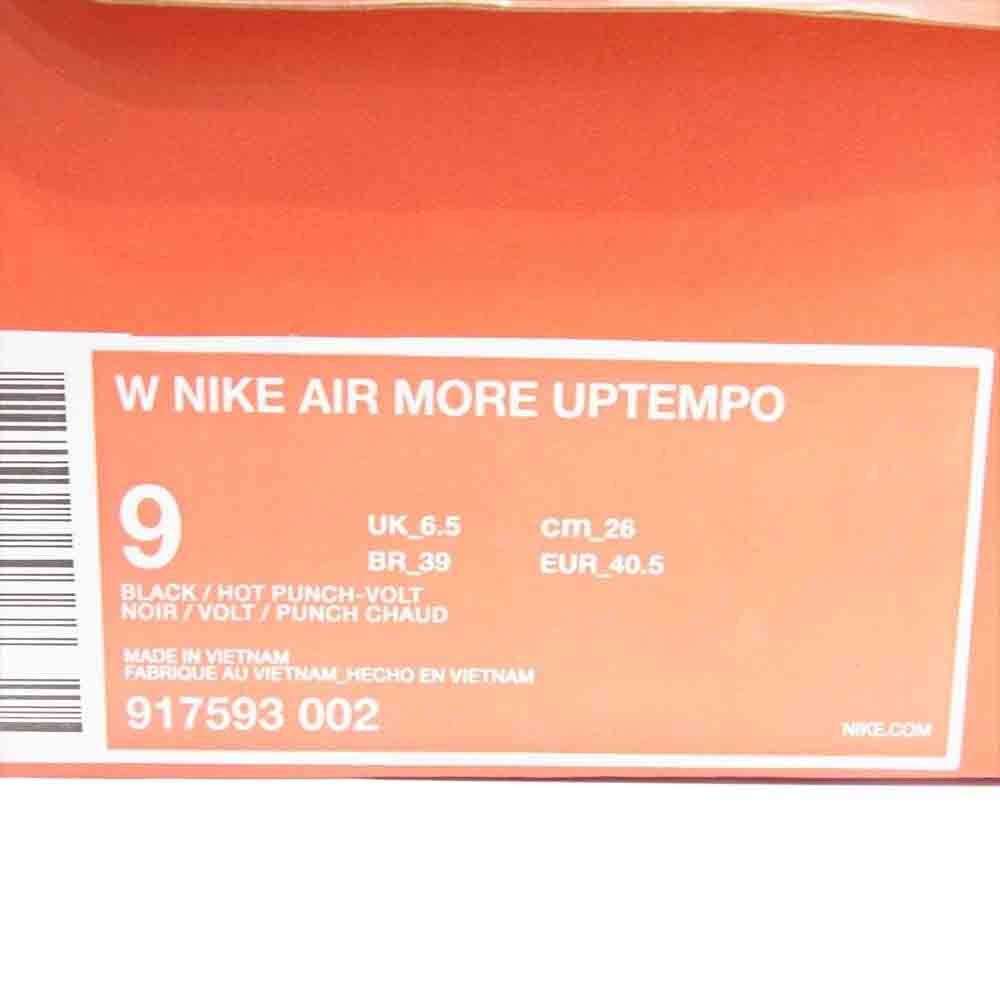 W NIKE AIR MORE UPTEMPO
9
UK_6.5 cm_26
BR_39 EUR_40.5
BLACK / HOT PUNCH-VOLT
NOIR / VOLT / PUNCH CHAUD
MADE IN VIETNAM
FABRIQUE AU VIETNAM_HECHO EN VIETNAM
917593 002
NIKE.COM